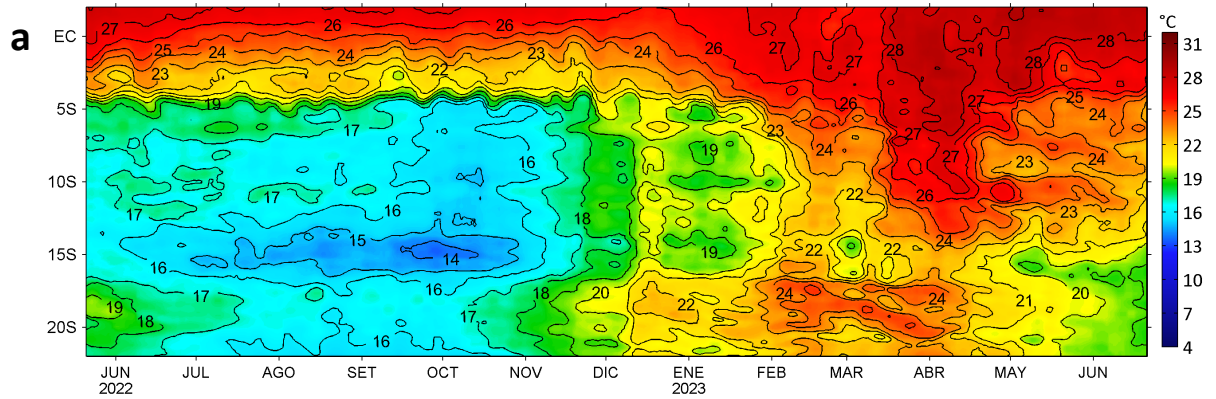 a
°C
EC
5S
10S
15S
20S
27 26 26 26 27 27 28 28
25 24 24 23 24 28
23 22 25
19 17 26 27 24
23
16 19 24 27 27 23 24
17 17 18 22 26
16 23
15 14 19 22 22 24
16 16
17 18 20 22 24 24 21 20
19 18 17
16
JUN JUL AGO SET OCT NOV DIC ENE FEB MAR ABR MAY JUN
2022 2023
31
28
25
22
19
16
13
10
7
4